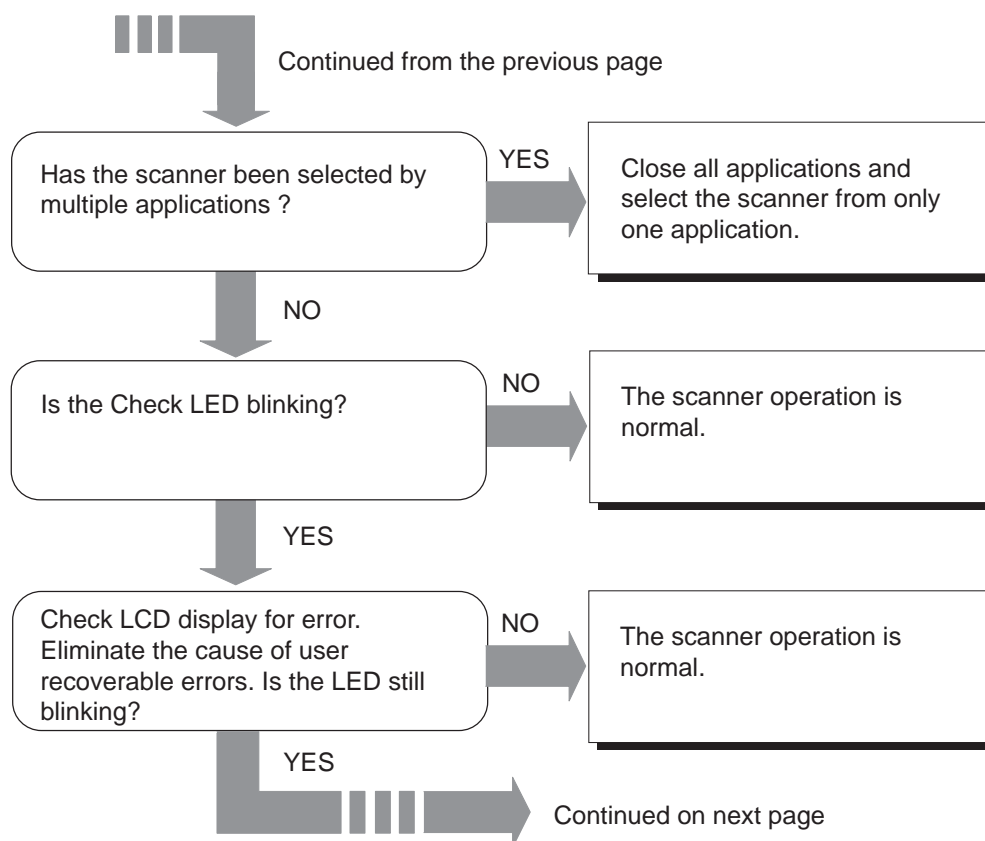 Continued from the previous page
Has the scanner been selected by
multiple applications ?
YES
Close all applications and
select the scanner from only
one application.
NO
Is the Check LED blinking?
NO
The scanner operation is
normal.
YES
Check LCD display for error.
Eliminate the cause of user
recoverable errors. Is the LED still
blinking?
NO
The scanner operation is
normal.
YES
Continued on next page